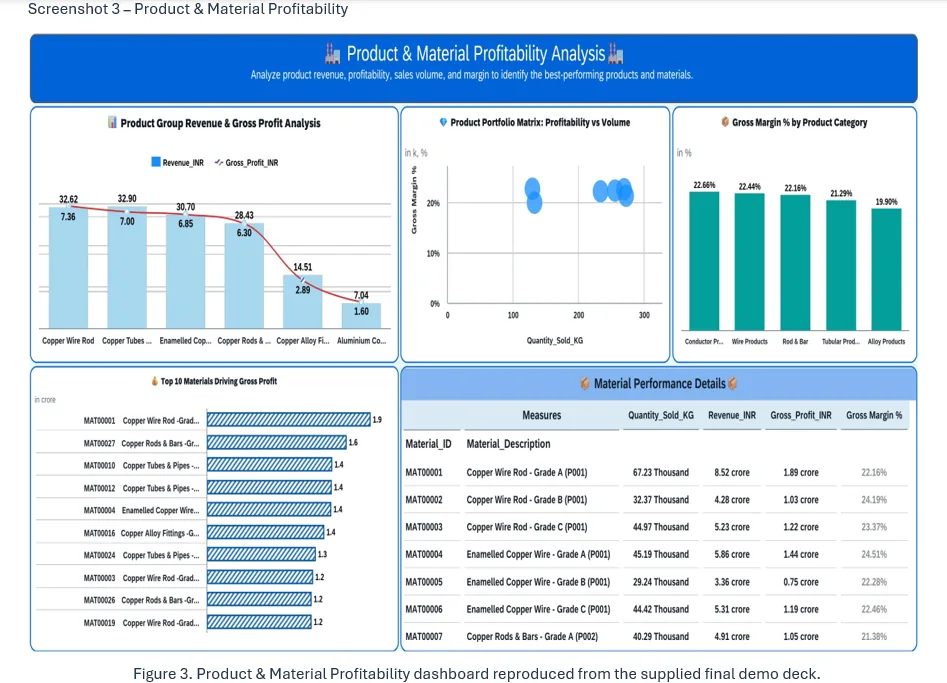 Screenshot 3 – Product & Material Profitability
Product & Material Profitability Analysis
Analyze product revenue, profitability, sales volume, and margin to identify the best-performing products and materials.
Product Group Revenue & Gross Profit Analysis
Revenue_INR Gross_Profit_INR
32.62 32.90 30.70 28.43 14.51 7.04
7.36 7.00 6.85 6.30 2.89 1.60
Copper Wire Rod Copper Tubes ... Enamelled Cop... Copper Rods & ... Copper Alloy Fi... Aluminium Co...
Product Portfolio Matrix: Profitability vs Volume
in k, %
Gross Margin %
20%
10%
0%
0 100 200 300
Quantity_Sold_KG
Gross Margin % by Product Category
in %
22.66% 22.44% 22.16% 21.29% 19.90%
Conductor Pr... Wire Products Rod & Bar Tubular Prod... Alloy Products
Top 10 Materials Driving Gross Profit
in crore
MAT00001 Copper Wire Rod -Grad... 1.9
MAT00027 Copper Rods & Bars -Gr... 1.6
MAT00010 Copper Tubes & Pipes -... 1.4
MAT00012 Copper Tubes & Pipes -... 1.4
MAT00004 Enamelled Copper Wire... 1.4
MAT00016 Copper Alloy Fittings -G... 1.4
MAT00024 Copper Tubes & Pipes -... 1.3
MAT00003 Copper Wire Rod -Grad... 1.2
MAT00026 Copper Rods & Bars -Gr... 1.2
MAT00019 Copper Wire Rod -Grad... 1.2
Material Performance Details
Measures Quantity_Sold_KG Revenue_INR Gross_Profit_INR Gross Margin %
Material_ID Material_Description
MAT00001 Copper Wire Rod - Grade A (P001) 67.23 Thousand 8.52 crore 1.89 crore 22.16%
MAT00002 Copper Wire Rod - Grade B (P001) 32.37 Thousand 4.28 crore 1.03 crore 24.19%
MAT00003 Copper Wire Rod - Grade C (P001) 44.97 Thousand 5.23 crore 1.22 crore 23.37%
MAT00004 Enamelled Copper Wire - Grade A (P001) 45.19 Thousand 5.86 crore 1.44 crore 24.51%
MAT00005 Enamelled Copper Wire - Grade B (P001) 29.24 Thousand 3.36 crore 0.75 crore 22.28%
MAT00006 Enamelled Copper Wire - Grade C (P001) 44.42 Thousand 5.31 crore 1.19 crore 22.46%
MAT00007 Copper Rods & Bars - Grade A (P002) 40.29 Thousand 4.91 crore 1.05 crore 21.38%
Figure 3. Product & Material Profitability dashboard reproduced from the supplied final demo deck.